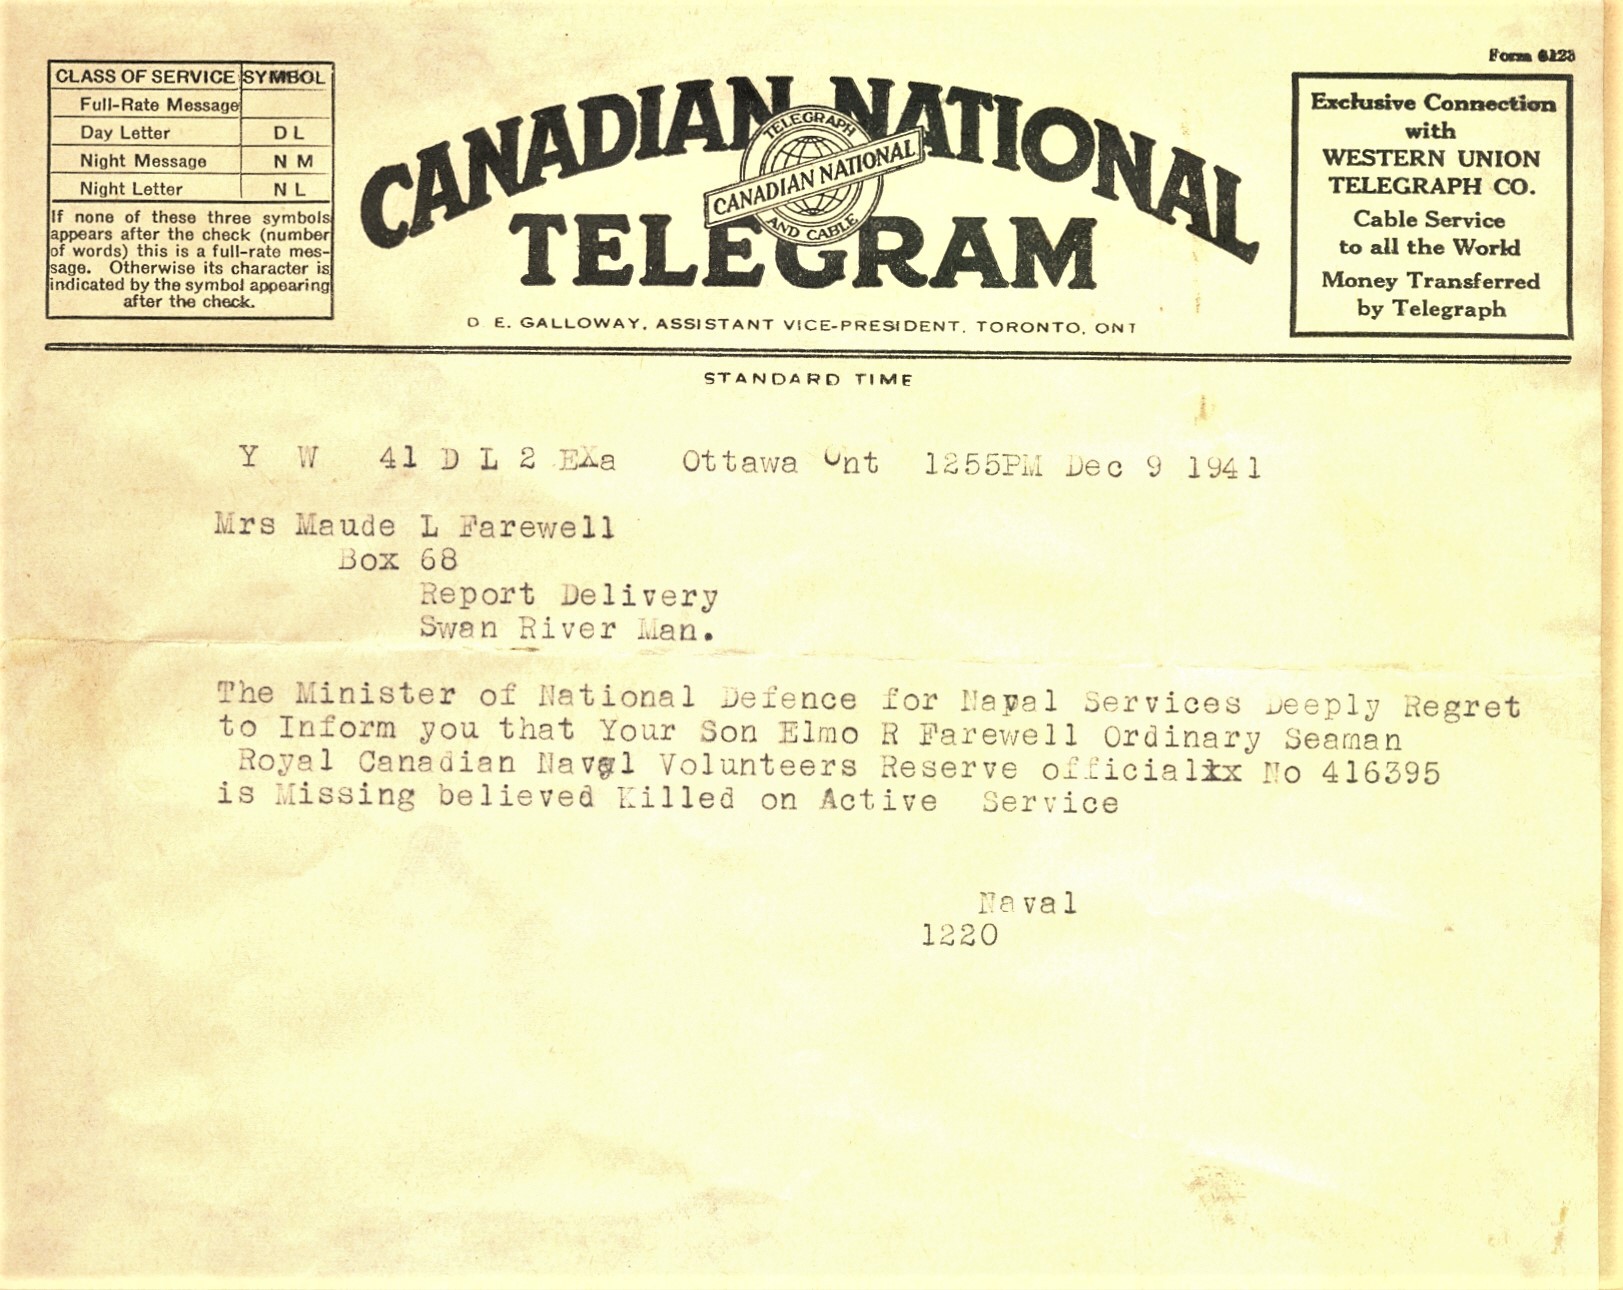 Form 6123
CLASS OF SERVICE SYMBOL
Full-Rate Message
Day Letter D L
Night Message N M
Night Letter N L
If none of these three symbols
appears after the check (number
of words) this is a full-rate mes-
sage. Otherwise its character is
indicated by the symbol appearing
after the check.
CANADIAN NATIONAL
TELEGRAM
TELEGRAPH
CANADIAN NATIONAL
AND CABLE
D E. GALLOWAY, ASSISTANT VICE-PRESIDENT, TORONTO, ONT
Exclusive Connection
with
WESTERN UNION
TELEGRAPH CO.
Cable Service
to all the World
Money Transferred
by Telegraph
STANDARD TIME
Y W 41 D L 2 EXa Ottawa Ont 1255PM Dec 9 1941
Mrs Maude L Farewell
Box 68
Report Delivery
Swan River Man.
The Minister of National Defence for Naval Services Deeply Regret
to Inform you that Your Son Elmo R Farewell Ordinary Seaman
Royal Canadian Naval Volunteers Reserve official No 416395
is Missing believed Killed on Active Service
Naval
1220